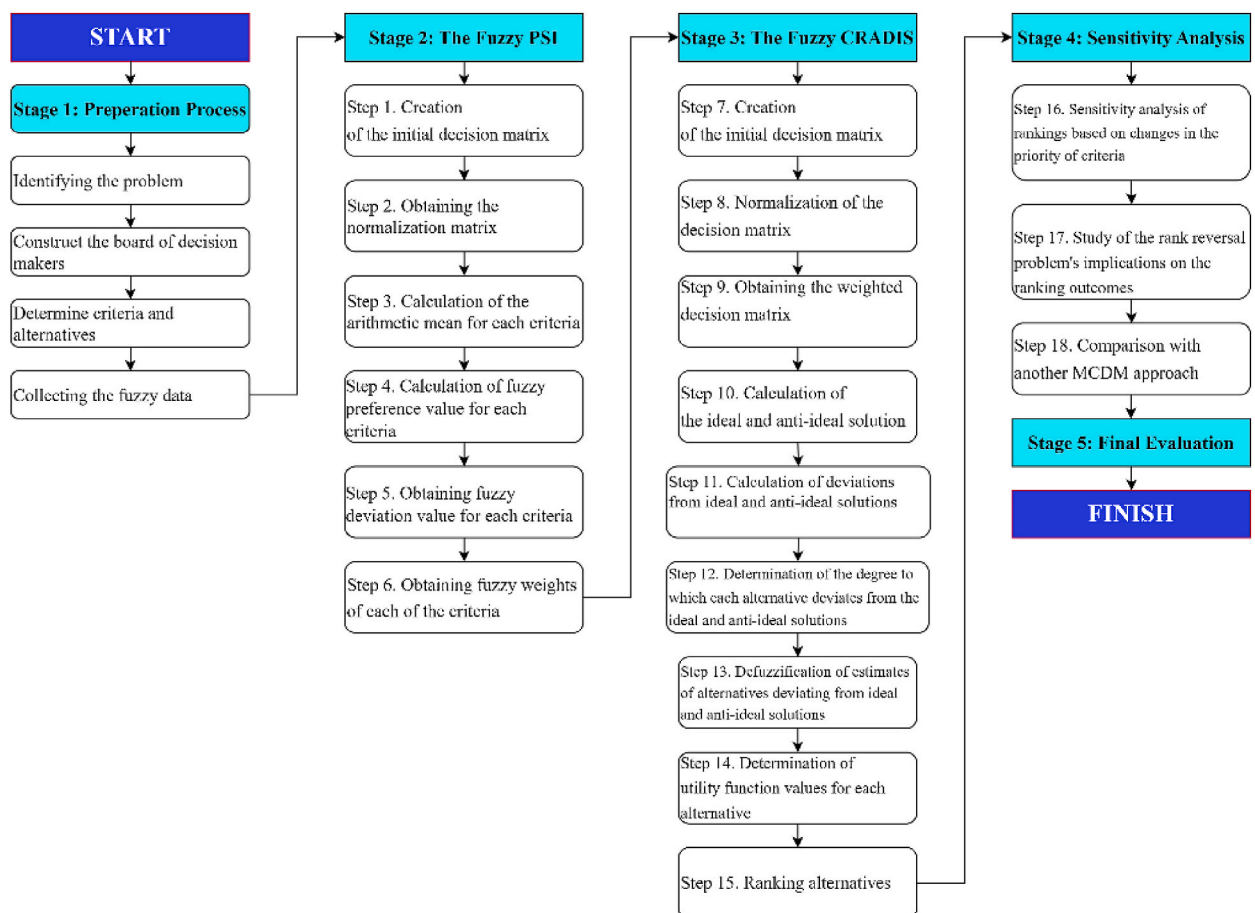 START
Stage 1: Preperation Process
Identifying the problem
Construct the board of decision
makers
Determine criteria and
alternatives
Collecting the fuzzy data
Stage 2: The Fuzzy PSI
Step 1. Creation
of the initial decision matrix
Step 2. Obtaining the
normalization matrix
Step 3. Calculation of the
arithmetic mean for each criteria
Step 4. Calculation of fuzzy
preference value for each
criteria
Step 5. Obtaining fuzzy
deviation value for each criteria
Step 6. Obtaining fuzzy weights
of each of the criteria
Stage 3: The Fuzzy CRADIS
Step 7. Creation
of the initial decision matrix
Step 8. Normalization of the
decision matrix
Step 9. Obtaining the weighted
decision matrix
Step 10. Calculation of
the ideal and anti-ideal solution
Step 11. Calculation of deviations
from ideal and anti-ideal solutions
Step 12. Determination of the degree to
which each alternative deviates from the
ideal and anti-ideal solutions
Step 13. Defuzzification of estimates
of alternatives deviating from ideal
and anti-ideal solutions
Step 14. Determination of
utility function values for each
alternative
Step 15. Ranking alternatives
Stage 4: Sensitivity Analysis
Step 16. Sensitivity analysis of
rankings based on changes in the
priority of criteria
Step 17. Study of the rank reversal
problem's implications on the
ranking outcomes
Step 18. Comparison with
another MCDM approach
Stage 5: Final Evaluation
FINISH